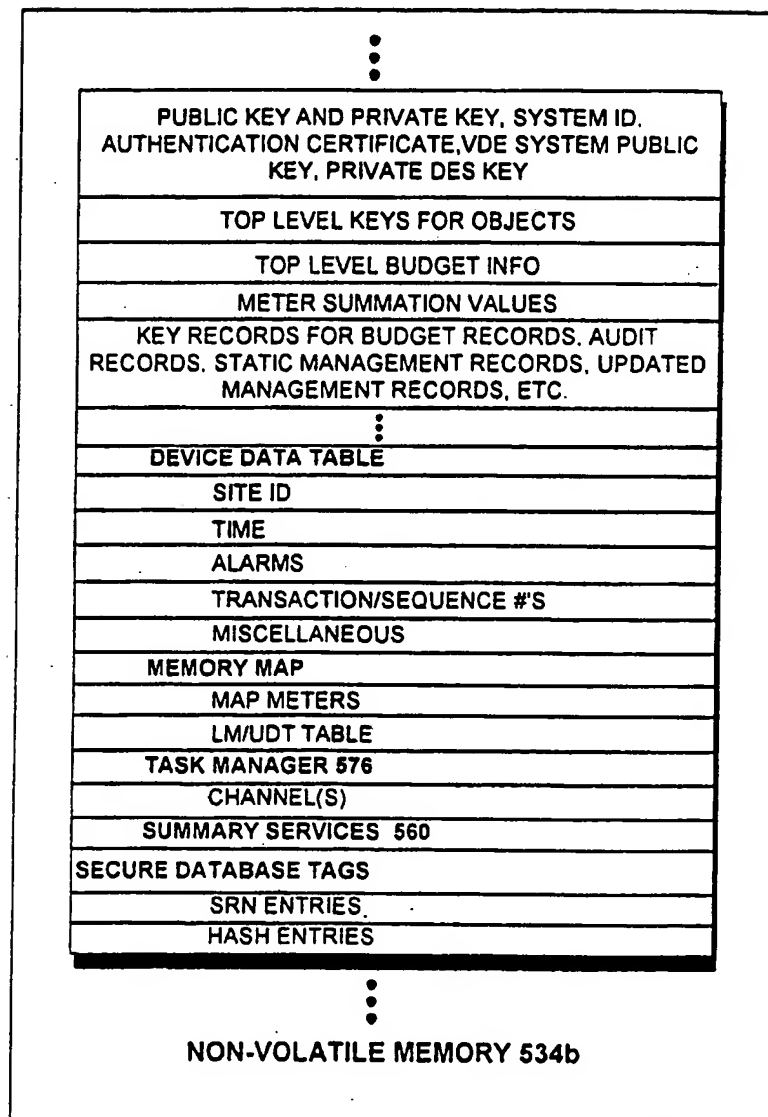 PUBLIC KEY AND PRIVATE KEY, SYSTEM ID.
AUTHENTICATION CERTIFICATE,VDE SYSTEM PUBLIC
KEY, PRIVATE DES KEY
TOP LEVEL KEYS FOR OBJECTS
TOP LEVEL BUDGET INFO
METER SUMMATION VALUES
KEY RECORDS FOR BUDGET RECORDS. AUDIT
RECORDS. STATIC MANAGEMENT RECORDS, UPDATED
MANAGEMENT RECORDS, ETC.
DEVICE DATA TABLE
SITE ID
TIME
ALARMS
TRANSACTION/SEQUENCE #'S
MISCELLANEOUS
MEMORY MAP
MAP METERS
LM/UDT TABLE
TASK MANAGER 576
CHANNEL(S)
SUMMARY SERVICES 560
SECURE DATABASE TAGS
SRN ENTRIES
HASH ENTRIES
NON-VOLATILE MEMORY 534b